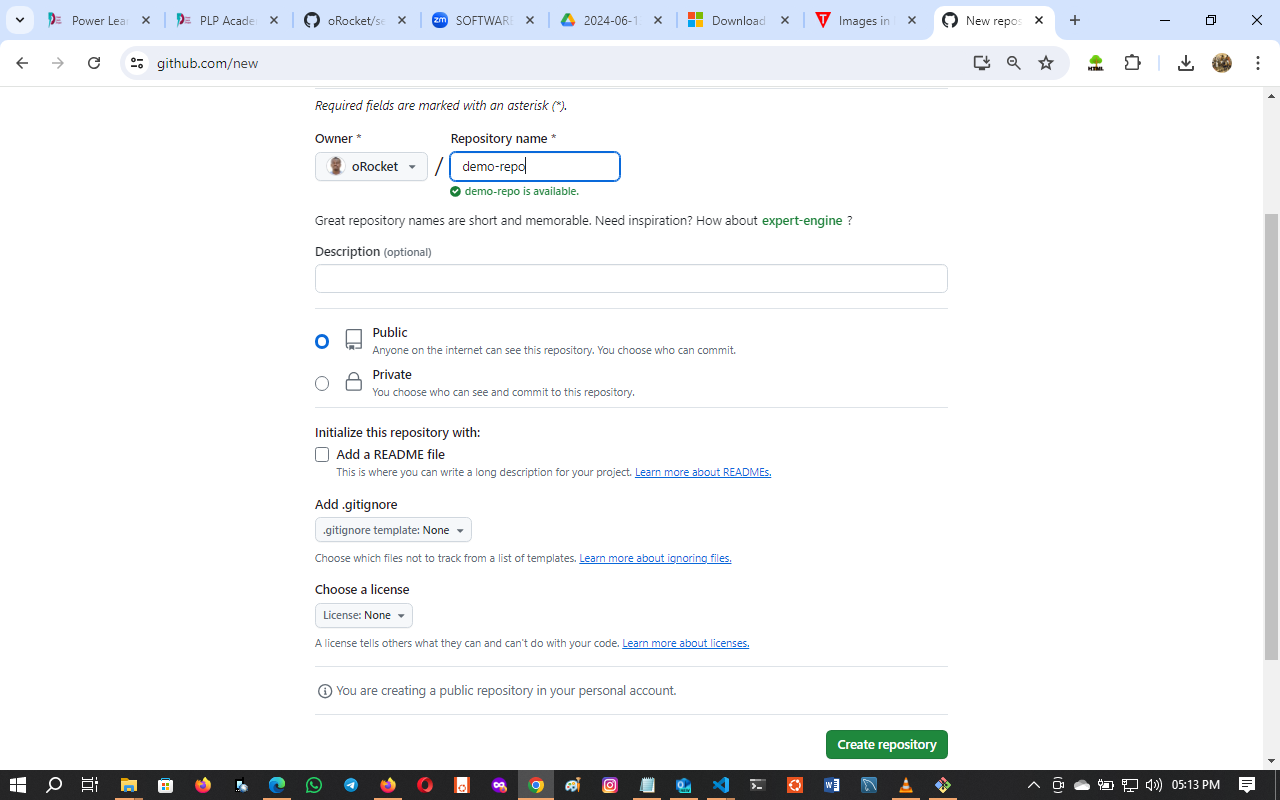 Power Lea
PLP Acade
oRocket/se
SOFTWARE
2024-06-1
Download
Images in
New repos
github.com/new
Required fields are marked with an asterisk (*).
Owner * Repository name *
oRocket / demo-repo
demo-repo is available.
Great repository names are short and memorable. Need inspiration? How about expert-engine ?
Description (optional)
Public
Anyone on the internet can see this repository. You choose who can commit.
Private
You choose who can see and commit to this repository.
Initialize this repository with:
Add a README file
This is where you can write a long description for your project. Learn more about READMEs.
Add .gitignore
.gitignore template: None
Choose which files not to track from a list of templates. Learn more about ignoring files.
Choose a license
License: None
A license tells others what they can and can't do with your code. Learn more about licenses.
You are creating a public repository in your personal account.
Create repository
05:13 PM